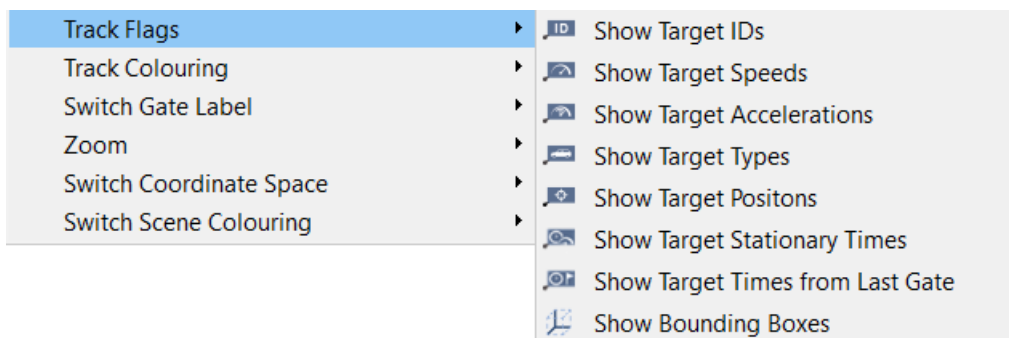 Track Flags
Track Colouring
Switch Gate Label
Zoom
Switch Coordinate Space
Switch Scene Colouring
ID Show Target IDs
Show Target Speeds
Show Target Accelerations
Show Target Types
Show Target Positons
Show Target Stationary Times
Show Target Times from Last Gate
Show Bounding Boxes